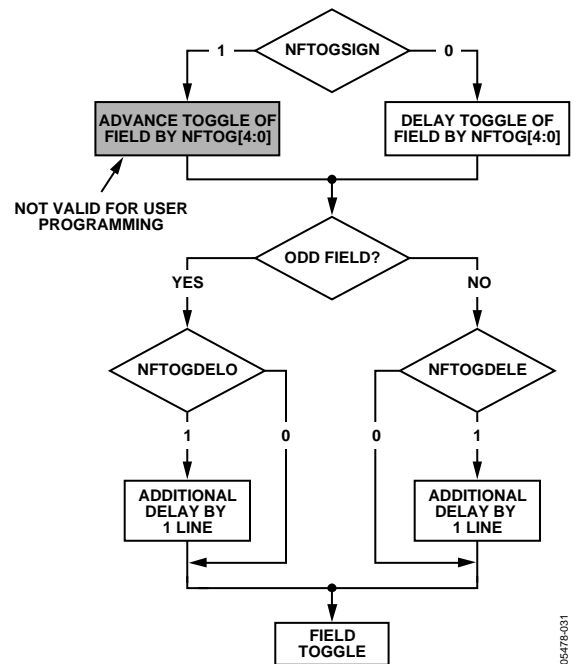 NFTOGSIGN
1
0
ADVANCE TOGGLE OF
FIELD BY NFTOG[4:0]
DELAY TOGGLE OF
FIELD BY NFTOG[4:0]
NOT VALID FOR USER
PROGRAMMING
ODD FIELD?
YES
NO
NFTOGDELO
NFTOGDELE
1
0
0
1
ADDITIONAL
DELAY BY
1 LINE
ADDITIONAL
DELAY BY
1 LINE
FIELD
TOGGLE
05478-031